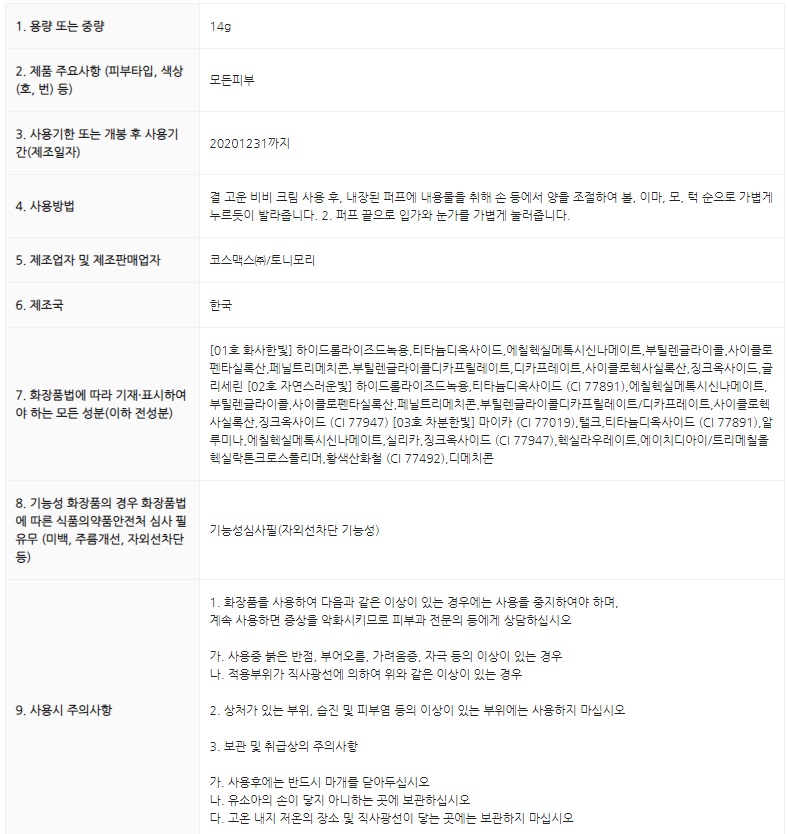 1. 용량 또는 중량
14g
2. 제품 주요사항 (피부타입, 색상
(호, 번) 등)
모든피부
3. 사용기한 또는 개봉 후 사용기
간(제조일자)
20201231까지
4. 사용방법
결 고운 비비 크림 사용 후, 내장된 퍼프에 내용물을 취해 손 등에서 양을 조절하여 볼, 이마, 모, 턱 순으로 가볍게
누르듯이 발라줍니다. 2. 퍼프 끝으로 입가와 눈가를 가볍게 눌러줍니다.
5. 제조업자 및 제조판매업자
코스맥스㈜/토니모리
6. 제조국
한국
7. 화장품법에 따라 기재·표시하여
야 하는 모든 성분(이하 전성분)
[01호 화사한빛] 하이드롤라이즈드녹용,티타늄디옥사이드,에칠헥실메톡시신나메이트,부틸렌글라이콜,사이클로
펜타실록산,페닐트리메치콘,부틸렌글라이콜디카프릴레이트,디카프레이트,사이클로헥사실록산,징크옥사이드,글
리세린 [02호 자연스러운빛] 하이드롤라이즈드녹용,티타늄디옥사이드 (CI 77891),에칠헥실메톡시신나메이트,
부틸렌글라이콜,사이클로펜타실록산,페닐트리메치콘,부틸렌글라이콜디카프릴레이트/디카프레이트,사이클로헥
사실록산,징크옥사이드 (CI 77947) [03호 차분한빛] 마이카 (CI 77019),탤크,티타늄디옥사이드 (CI 77891),알
루미나,에칠헥실메톡시신나메이트,실리카,징크옥사이드 (CI 77947),헥실라우레이트,에이치디아이/트리메칠올
헥실락톤크로스폴리머,황색산화철 (CI 77492),디메치콘
8. 기능성 화장품의 경우 화장품법
에 따른 식품의약품안전처 심사 필
유무 (미백, 주름개선, 자외선차단
등)
기능성심사필(자외선차단 기능성)
9. 사용시 주의사항
1. 화장품을 사용하여 다음과 같은 이상이 있는 경우에는 사용을 중지하여야 하며,
계속 사용하면 증상을 악화시키므로 피부과 전문의 등에게 상담하십시오
가. 사용중 붉은 반점, 부어오름, 가려움증, 자극 등의 이상이 있는 경우
나. 적용부위가 직사광선에 의하여 위와 같은 이상이 있는 경우
2. 상처가 있는 부위, 습진 및 피부염 등의 이상이 있는 부위에는 사용하지 마십시오
3. 보관 및 취급상의 주의사항
가. 사용후에는 반드시 마개를 닫아두십시오
나. 유소아의 손이 닿지 아니하는 곳에 보관하십시오
다. 고온 내지 저온의 장소 및 직사광선이 닿는 곳에는 보관하지 마십시오